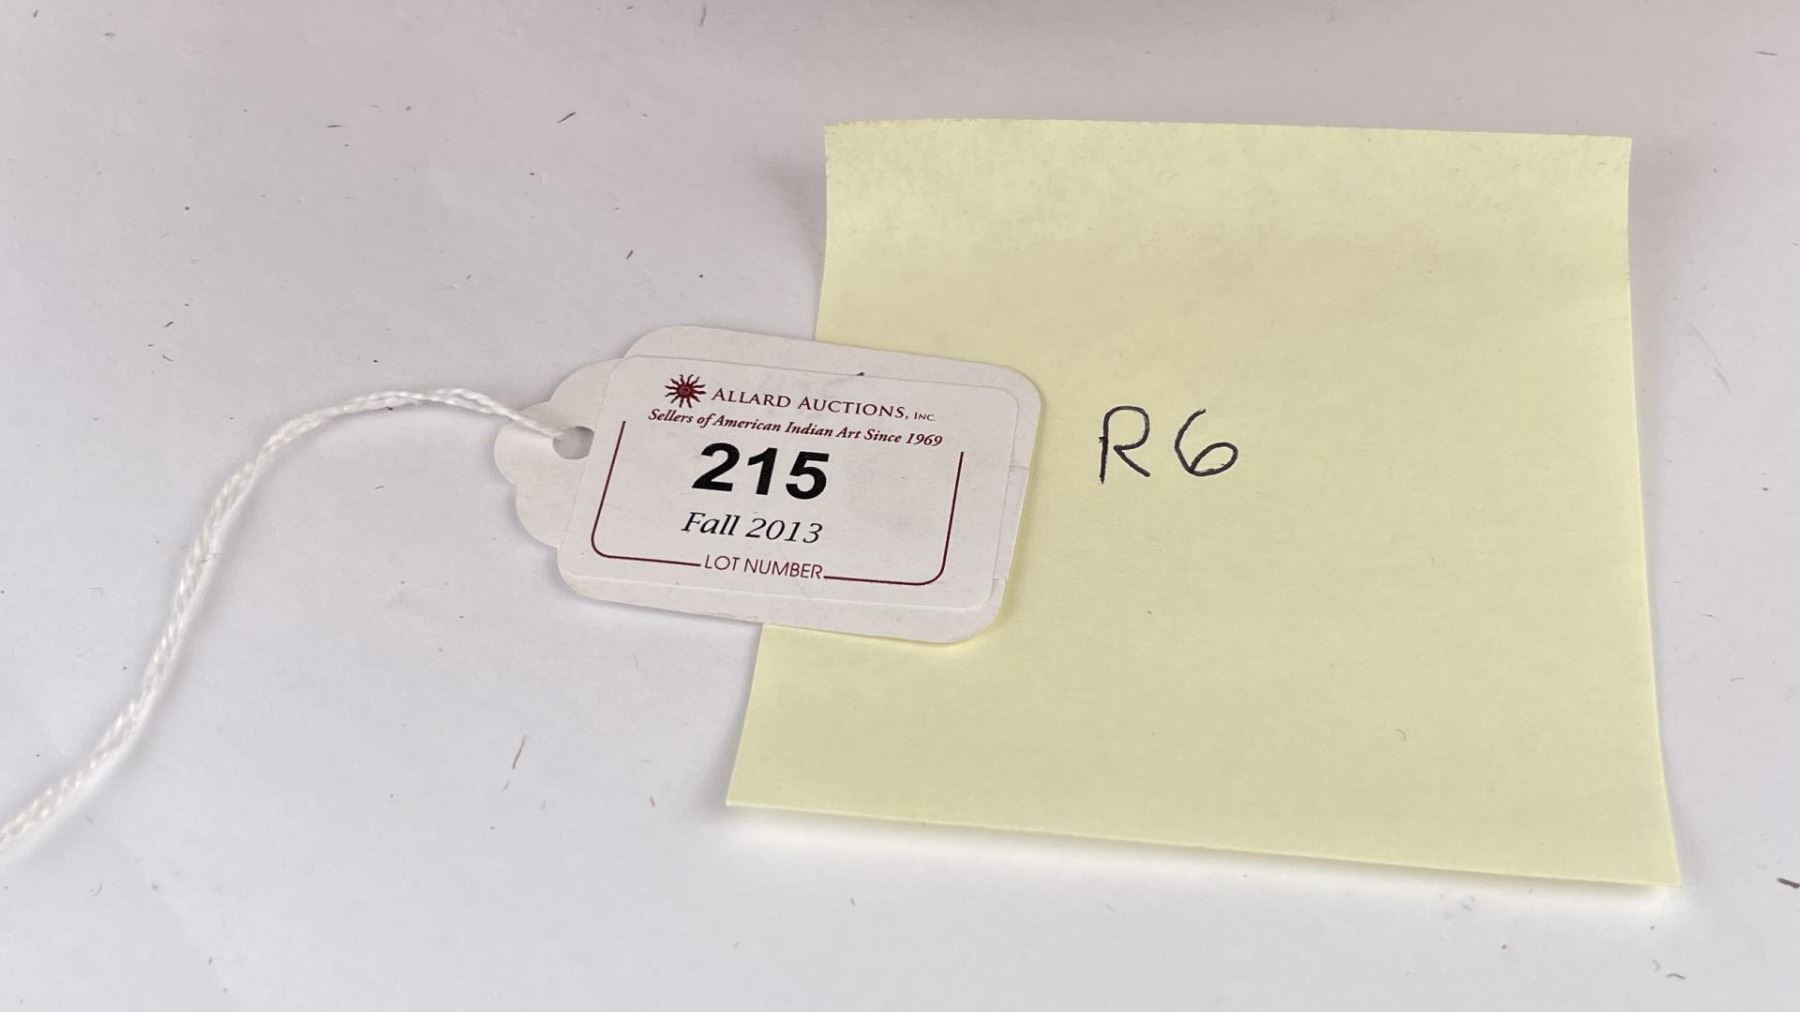 ALLARD AUCTIONS, INC.
Sellers of American Indian Art Since 1969
215
Fall 2013
LOT NUMBER
R6